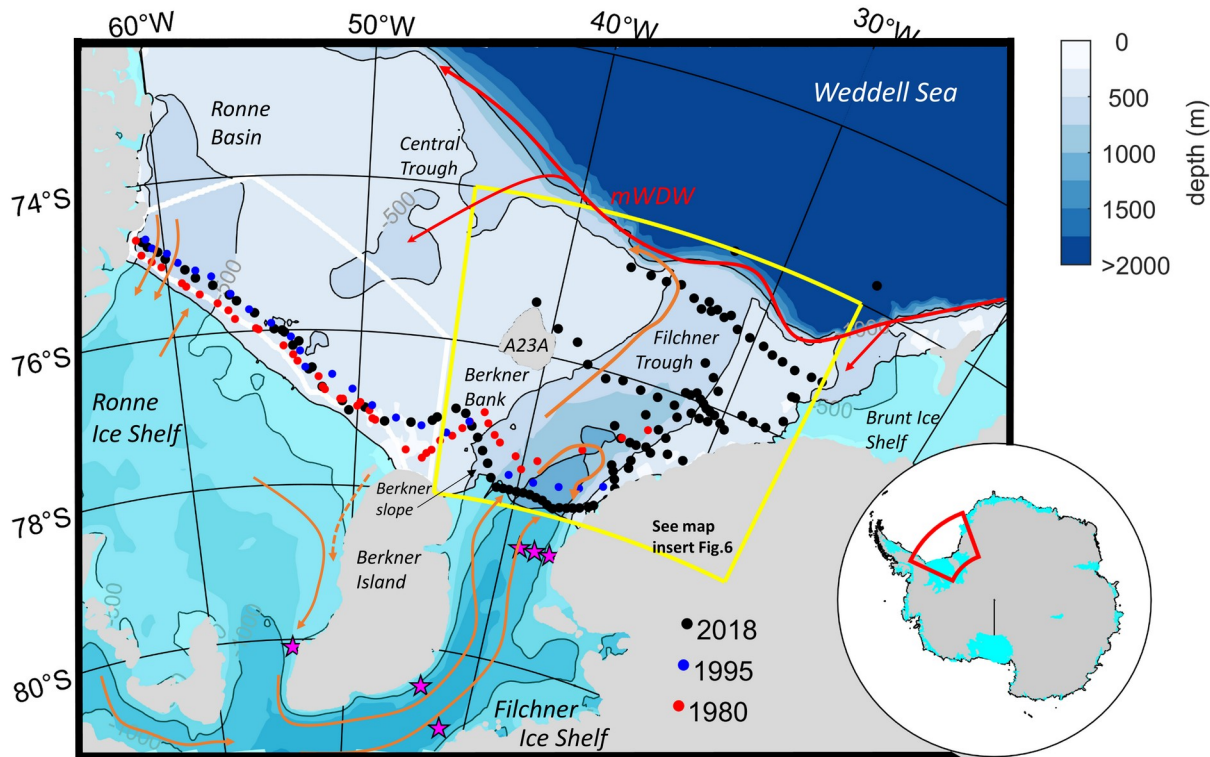 60°W
50°W
40°W
30°W
0
500
1000
1500
>2000
depth (m)
Weddell Sea
Ronne
Basin
Central
Trough
74°S
-500
mWDW
-500
A23A
Filchner
Trough
76°S
Berkner
Bank
-500
Brunt Ice
Shelf
Ronne
Ice Shelf
Berkner
slope
78°S
See map
insert Fig.6
Berkner
Island
2018
1995
1980
80°S
Filchner
Ice Shelf